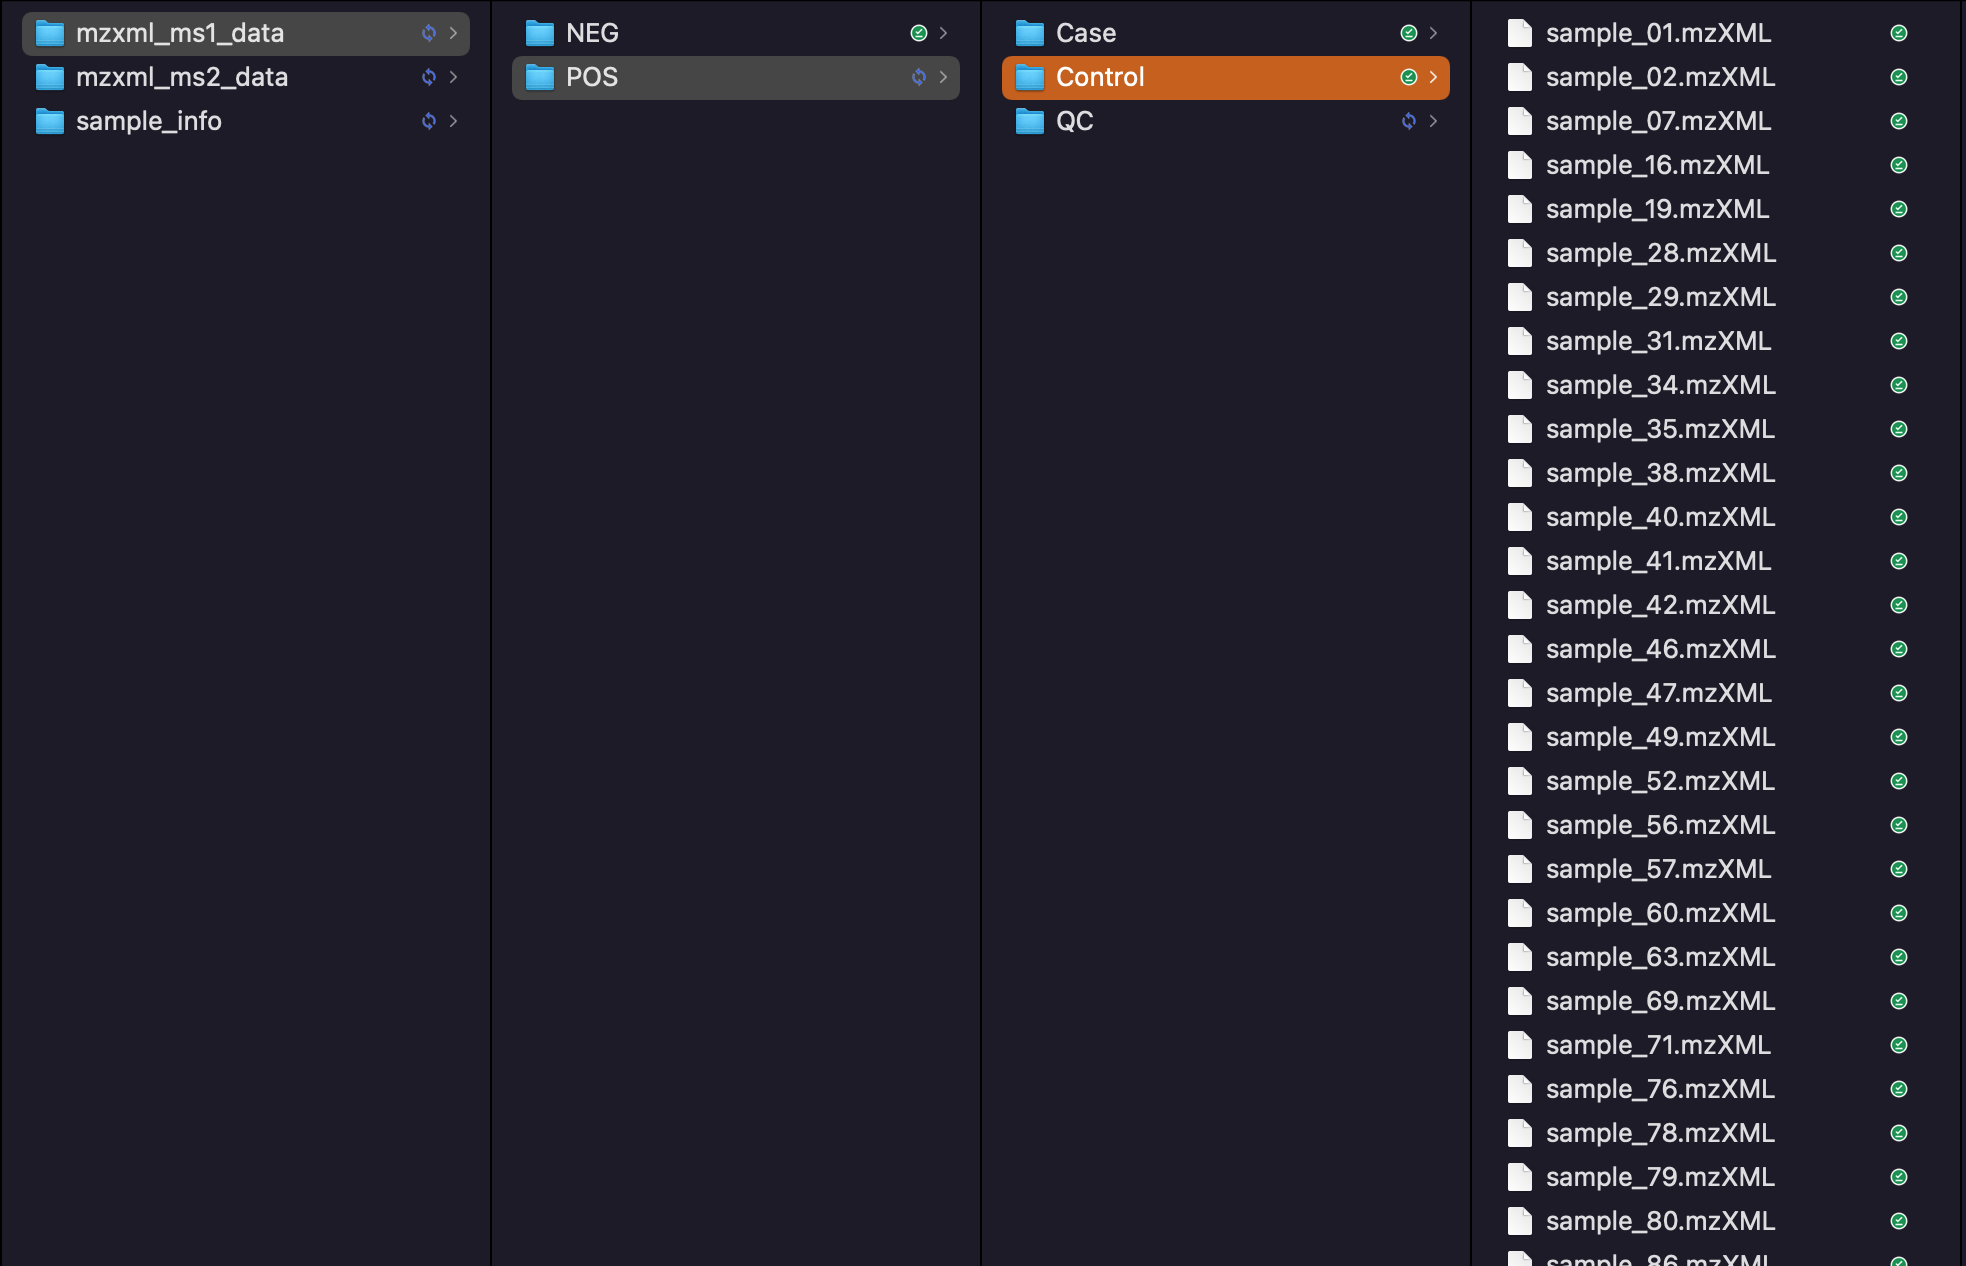 mzxml_ms1_data
mzxml_ms2_data
sample_info
NEG
POS
Case
Control
QC
sample_01.mzXML
sample_02.mzXML
sample_07.mzXML
sample_16.mzXML
sample_19.mzXML
sample_28.mzXML
sample_29.mzXML
sample_31.mzXML
sample_34.mzXML
sample_35.mzXML
sample_38.mzXML
sample_40.mzXML
sample_41.mzXML
sample_42.mzXML
sample_46.mzXML
sample_47.mzXML
sample_49.mzXML
sample_52.mzXML
sample_56.mzXML
sample_57.mzXML
sample_60.mzXML
sample_63.mzXML
sample_69.mzXML
sample_71.mzXML
sample_76.mzXML
sample_78.mzXML
sample_79.mzXML
sample_80.mzXML
sample_86.mzXML